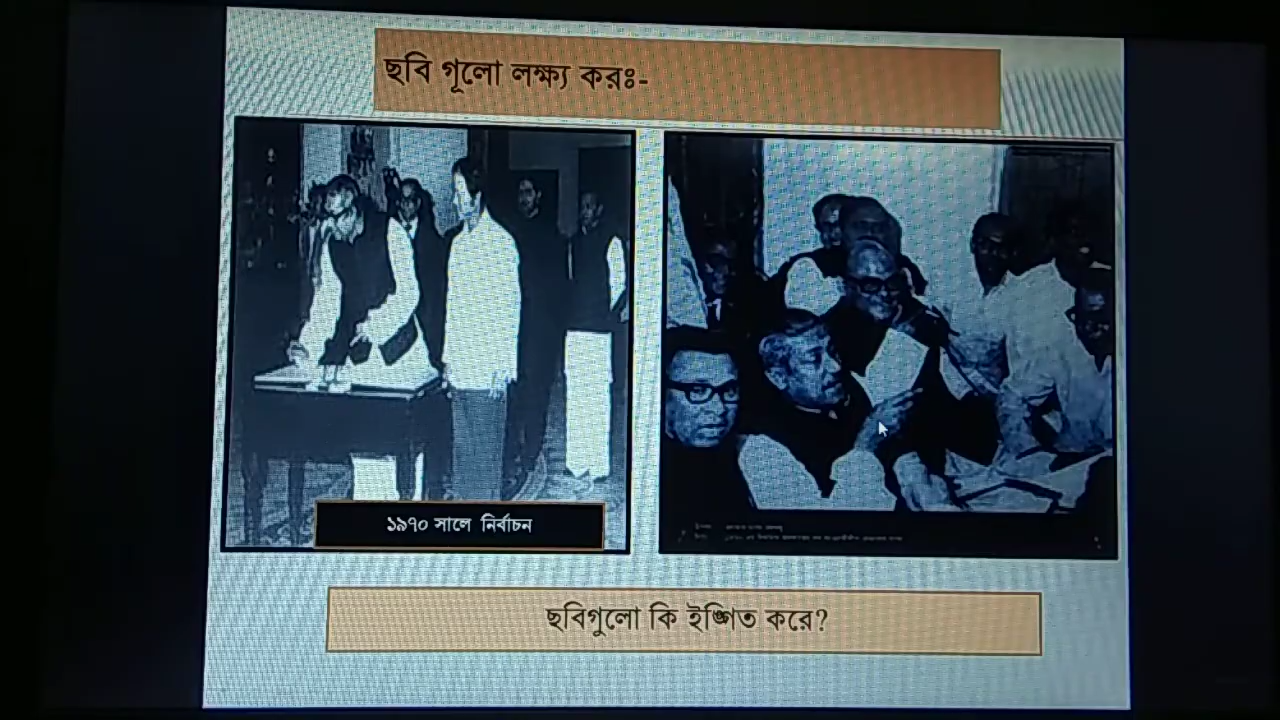 ছবি গূলো লক্ষ্য করঃ-
১৯৭০ সালে নির্বাচন
ছবিগুলো কি ইঙ্গিত করে?